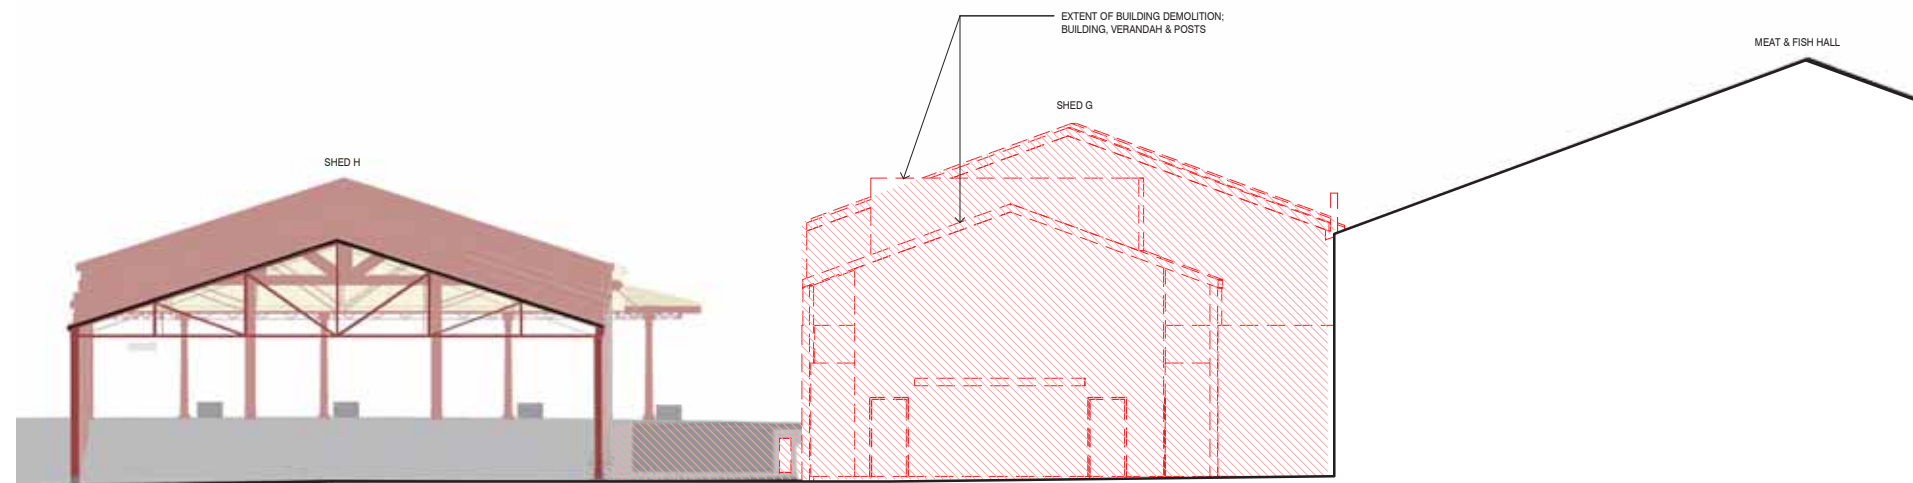 EXTENT OF BUILDING DEMOLITION;
BUILDING, VERANDAH & POSTS
MEAT & FISH HALL
SHED G
SHED H